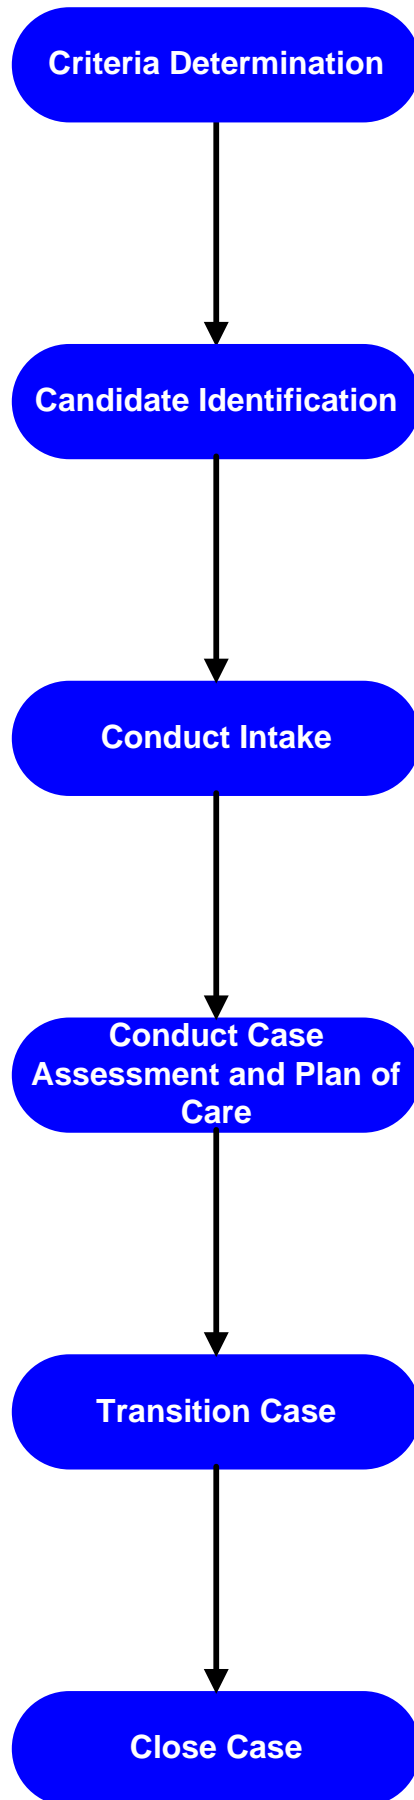 Criteria Determination
Candidate Identification
Conduct Intake
Conduct Case
Assessment and Plan of
Care
Transition Case
Close Case